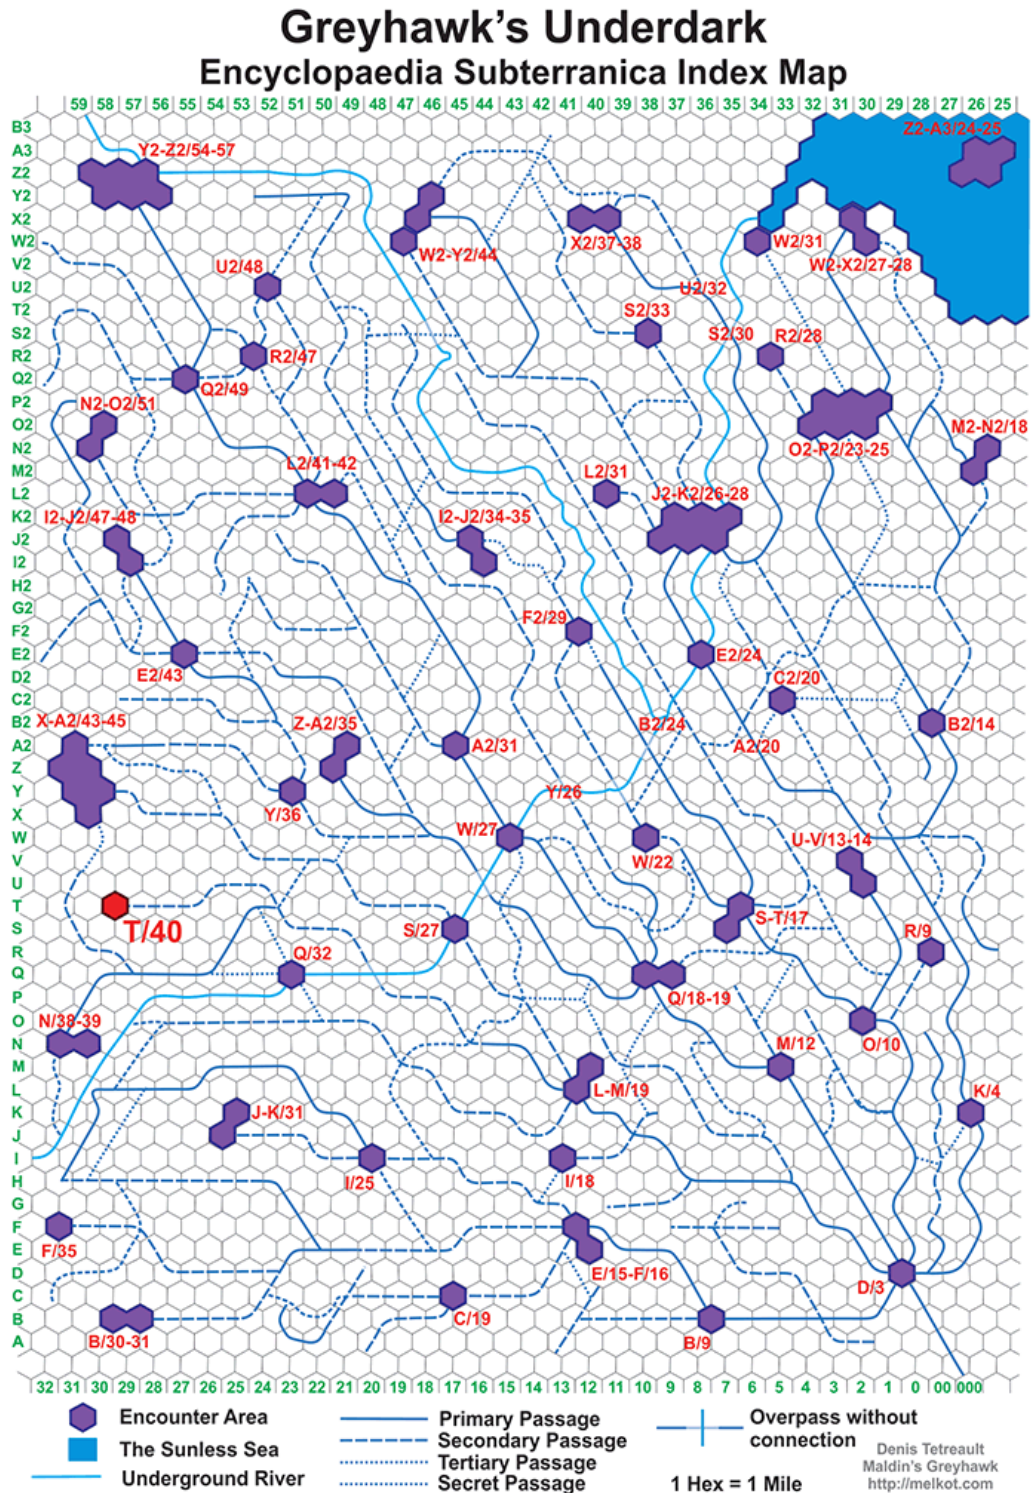 Greyhawk's Underdark
Encyclopaedia Subterranica Index Map
59 58 57 56 55 54 53 52 51 50 49 48 47 46 45 44 43 42 41 40 39 38 37 36 35 34 33 32 31 30 29 28 27 26 25
B3
Z2-A3/24-25
A3
Y2-Z2/54-57
Z2
Y2
X2
W2
W2-Y2/44
X2/37-38
W2/31
V2
W2-X2/27-28
U2/48
U2
U2/32
T2
S2/33
S2
S2/30
R2/28
R2
R2/47
Q2
Q2/49
P2
N2-O2/51
O2
M2-N2/18
N2
O2-P2/23-25
M2
L2/41-42
L2/31
L2
J2-K2/26-28
K2
I2-J2/47-48
I2-J2/34-35
J2
I2
H2
G2
F2/29
F2
E2
E2/24
E2/43
D2
C2/20
C2
B2
X-A2/43-45
Z-A2/35
B2/24
B2/14
A2
A2/31
A2/20
Z
Y
Y/26
Y/36
X
W
W/27
U-V/13-14
V
W/22
U
T
T/40
S-T/17
S
S/27
R/9
R
Q/32
Q
P
Q/18-19
O
N/38-39
N
O/10
M/12
M
L
L-M/19
K/4
K
J-K/31
J
I
I/25
I/18
H
G
F
F/35
E
E/15-F/16
D
D/3
C
C/19
B
B/30-31
B/9
A
32 31 30 29 28 27 26 25 24 23 22 21 20 19 18 17 16 15 14 13 12 11 10 9 8 7 6 5 4 3 2 1 0 00 000
Encounter Area
The Sunless Sea
Underground River
Primary Passage
Secondary Passage
Tertiary Passage
Secret Passage
Overpass without
connection
1 Hex = 1 Mile
Denis Tetreault
Maldin's Greyhawk
http://melkot.com